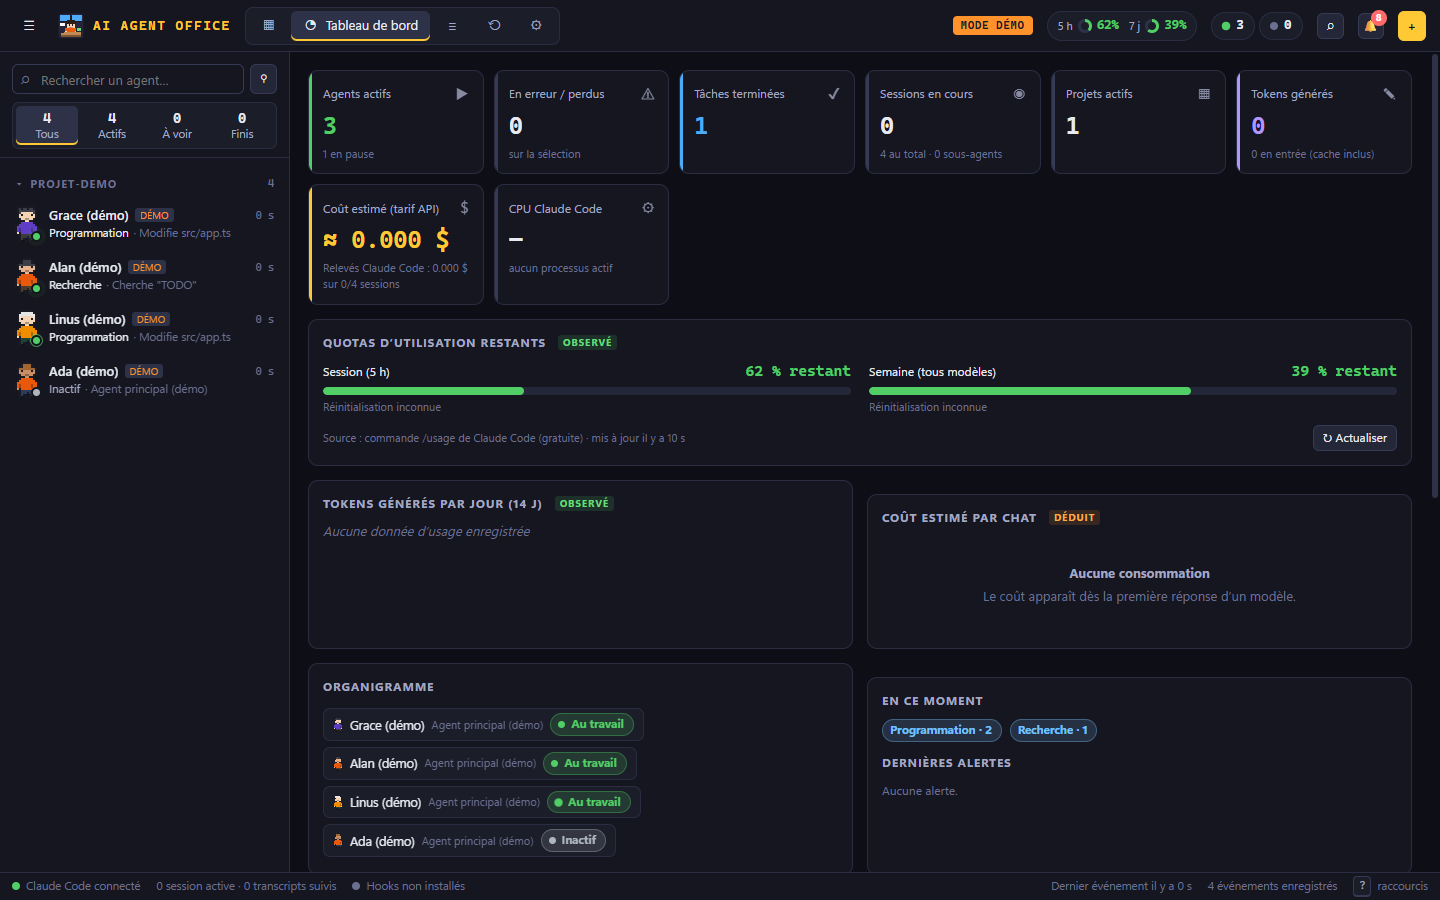 AI AGENT OFFICE
Tableau de bord
MODE DÉMO
5 h 62% 7 j 39%
3
0
8
+
Rechercher un agent...
4 Tous
4 Actifs
0 À voir
0 Finis
PROJET-DEMO 4
Grace (démo) DÉMO 0 s
Programmation · Modifie src/app.ts
Alan (démo) DÉMO 0 s
Recherche · Cherche "TODO"
Linus (démo) DÉMO 0 s
Programmation · Modifie src/app.ts
Ada (démo) DÉMO 0 s
Inactif · Agent principal (démo)
Agents actifs
3
1 en pause
En erreur / perdus
0
sur la sélection
Tâches terminées
1
Sessions en cours
0
4 au total · 0 sous-agents
Projets actifs
1
Tokens générés
0
0 en entrée (cache inclus)
Coût estimé (tarif API) $
≈ 0.000 $
Relevés Claude Code : 0.000 $
sur 0/4 sessions
CPU Claude Code
–
aucun processus actif
QUOTAS D'UTILISATION RESTANTS OBSERVÉ
Session (5 h) 62 % restant
Réinitialisation inconnue
Semaine (tous modèles) 39 % restant
Réinitialisation inconnue
Source : commande /usage de Claude Code (gratuite) · mis à jour il y a 10 s
↻ Actualiser
TOKENS GÉNÉRÉS PAR JOUR (14 J) OBSERVÉ
Aucune donnée d'usage enregistrée
COÛT ESTIMÉ PAR CHAT DÉDUIT
Aucune consommation
Le coût apparaît dès la première réponse d'un modèle.
ORGANIGRAMME
Grace (démo) Agent principal (démo) Au travail
Alan (démo) Agent principal (démo) Au travail
Linus (démo) Agent principal (démo) Au travail
Ada (démo) Agent principal (démo) Inactif
EN CE MOMENT
Programmation · 2 Recherche · 1
DERNIÈRES ALERTES
Aucune alerte.
Claude Code connecté 0 session active · 0 transcripts suivis Hooks non installés
Dernier événement il y a 0 s 4 événements enregistrés ? raccourcis